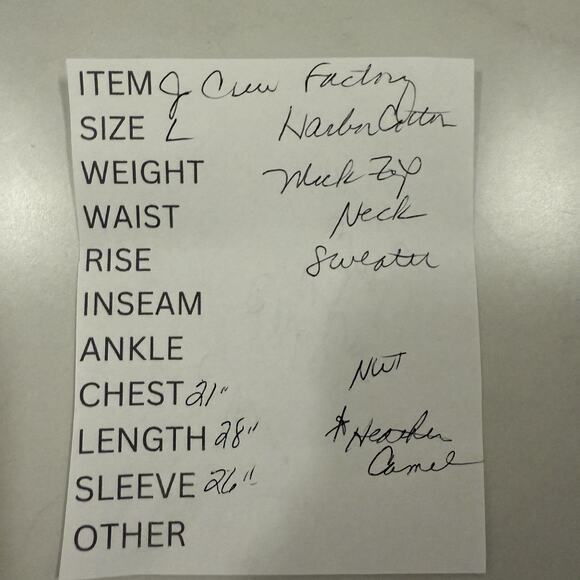 ITEM J Crew Factory
SIZE L Harbor Cotton
WEIGHT Mock Zip
WAIST Neck
RISE Sweater
INSEAM
ANKLE
NWT
CHEST 21"
LENGTH 28" *Heather
Camel
SLEEVE 26"
OTHER